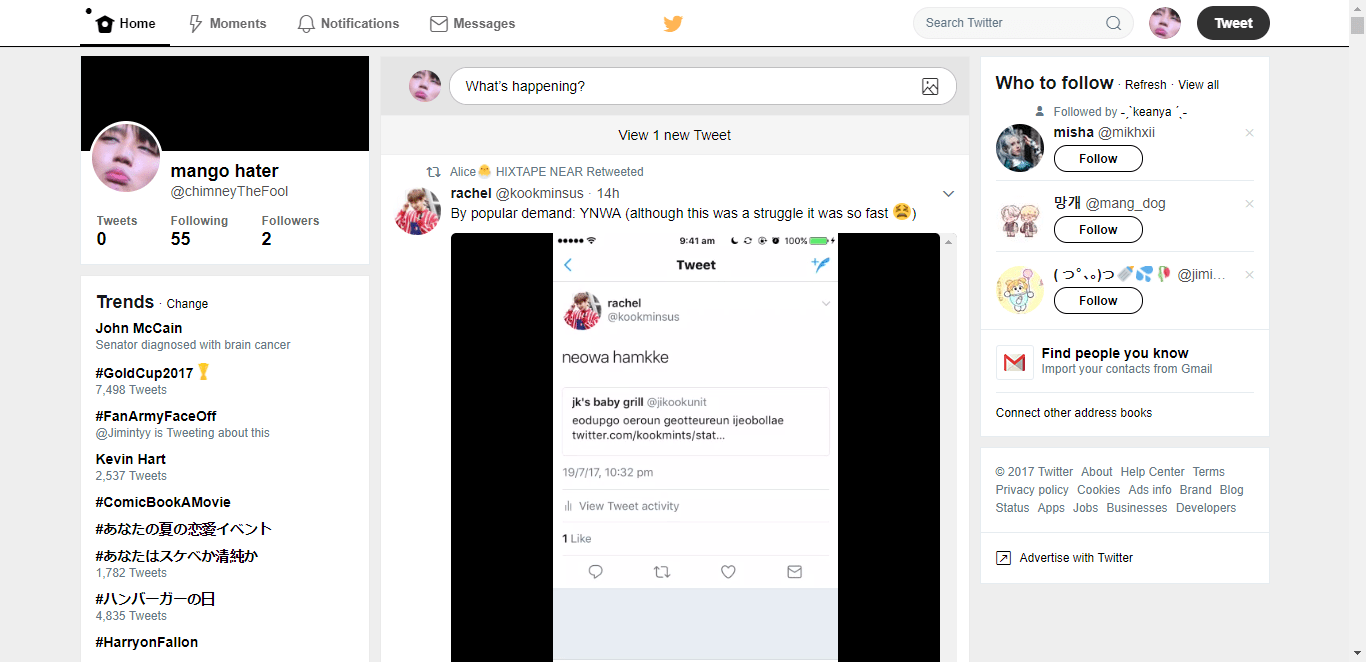 Home
Moments
Notifications
Messages
Search Twitter
Tweet
mango hater
@chimneyTheFool
Tweets Following Followers
0 55 2
Trends · Change
John McCain
Senator diagnosed with brain cancer
#GoldCup2017 🏆
7,498 Tweets
#FanArmyFaceOff
@Jimintyy is Tweeting about this
Kevin Hart
2,537 Tweets
#ComicBookAMovie
#あなたの夏の恋愛イベント
#あなたはスケベか清純か
1,782 Tweets
#ハンバーガーの日
4,835 Tweets
#HarryonFallon
What's happening?
View 1 new Tweet
Alice🐣 HIXTAPE NEAR Retweeted
rachel @kookminsus · 14h
By popular demand: YNWA (although this was a struggle it was so fast 😫)
9:41 am 100%
Tweet
rachel
@kookminsus
neowa hamkke
jk's baby grill @jikookunit
eodupgo oeroun geotteureun ijeobollae
twitter.com/kookmints/stat...
19/7/17, 10:32 pm
View Tweet activity
1 Like
Who to follow · Refresh · View all
Followed by -ˏˋkeanya ˊˎ-
misha @mikhxii
Follow
망개 @mang_dog
Follow
( つ°ヽ｡)つ🍼💦🥀 @jimi...
Follow
Find people you know
Import your contacts from Gmail
Connect other address books
© 2017 Twitter About Help Center Terms
Privacy policy Cookies Ads info Brand Blog
Status Apps Jobs Businesses Developers
Advertise with Twitter